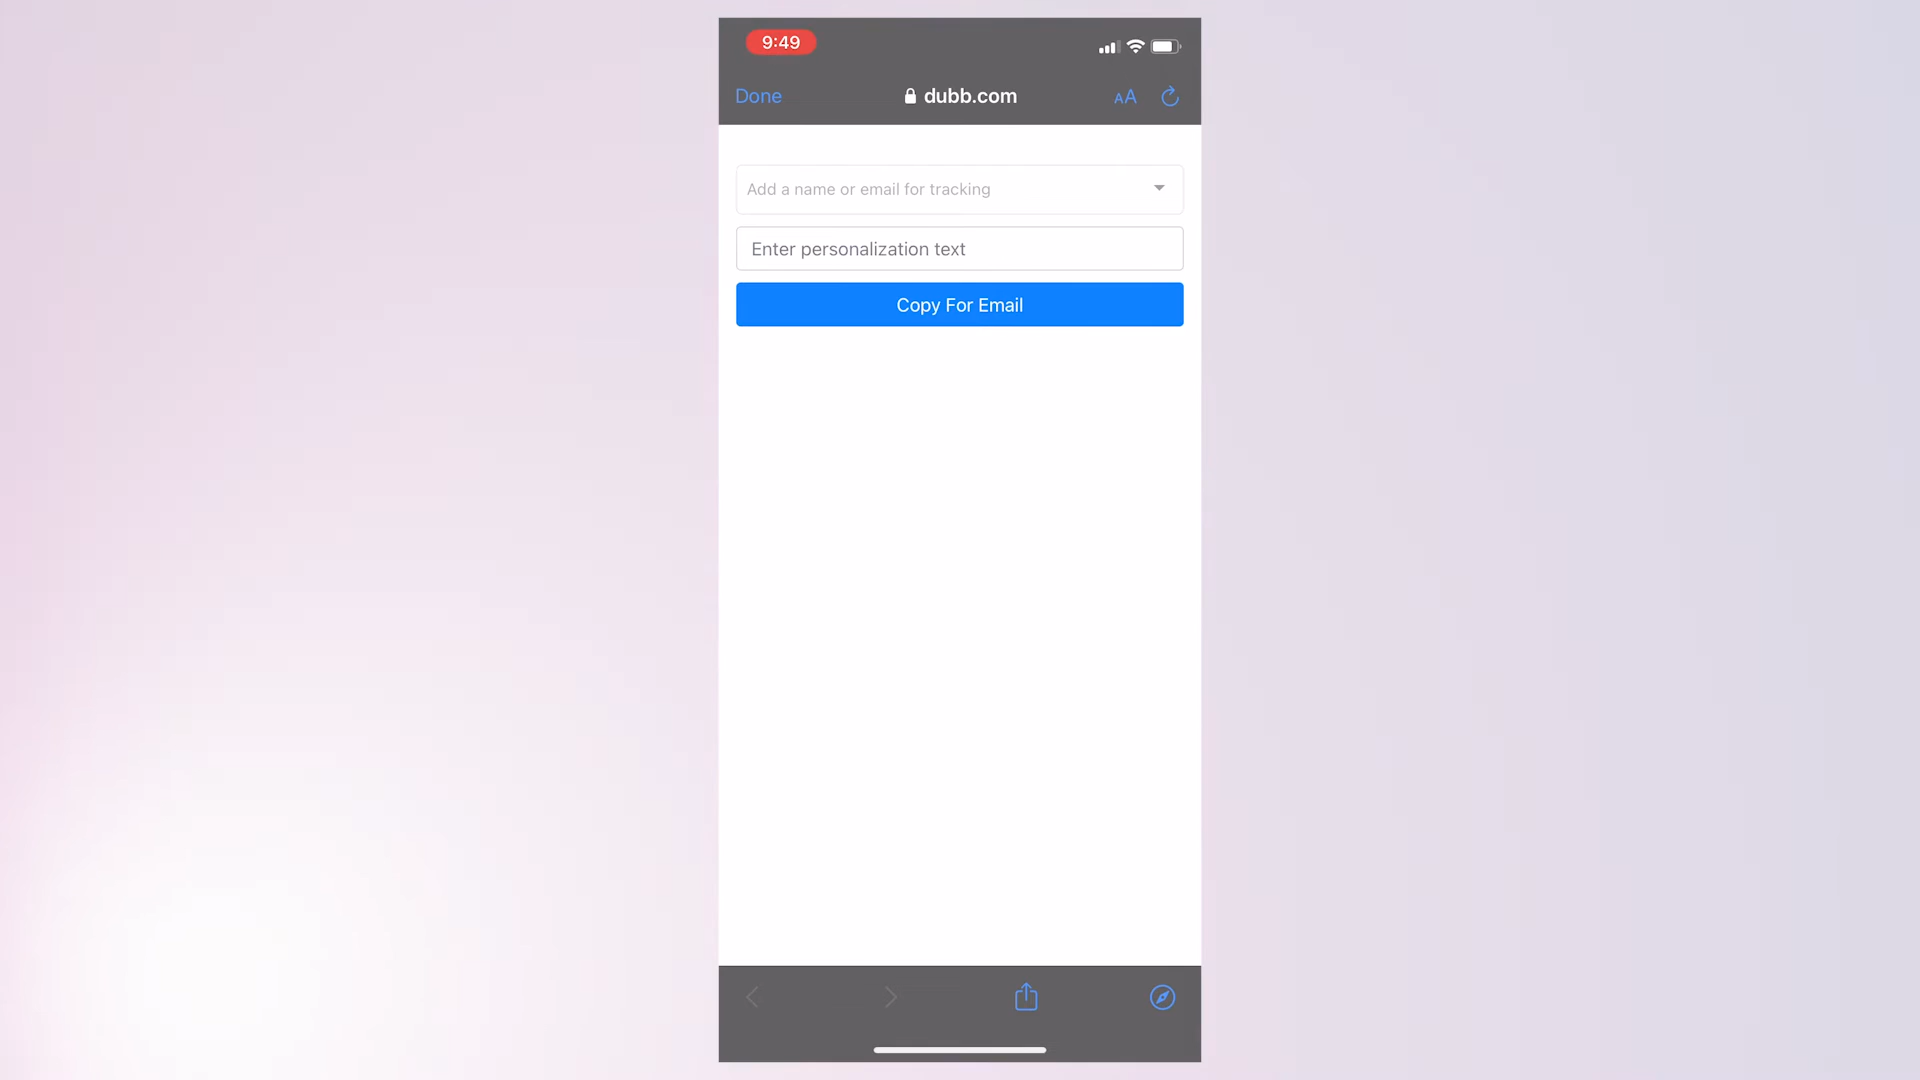 9:49
Done
dubb.com
AA
Add a name or email for tracking
Enter personalization text
Copy For Email